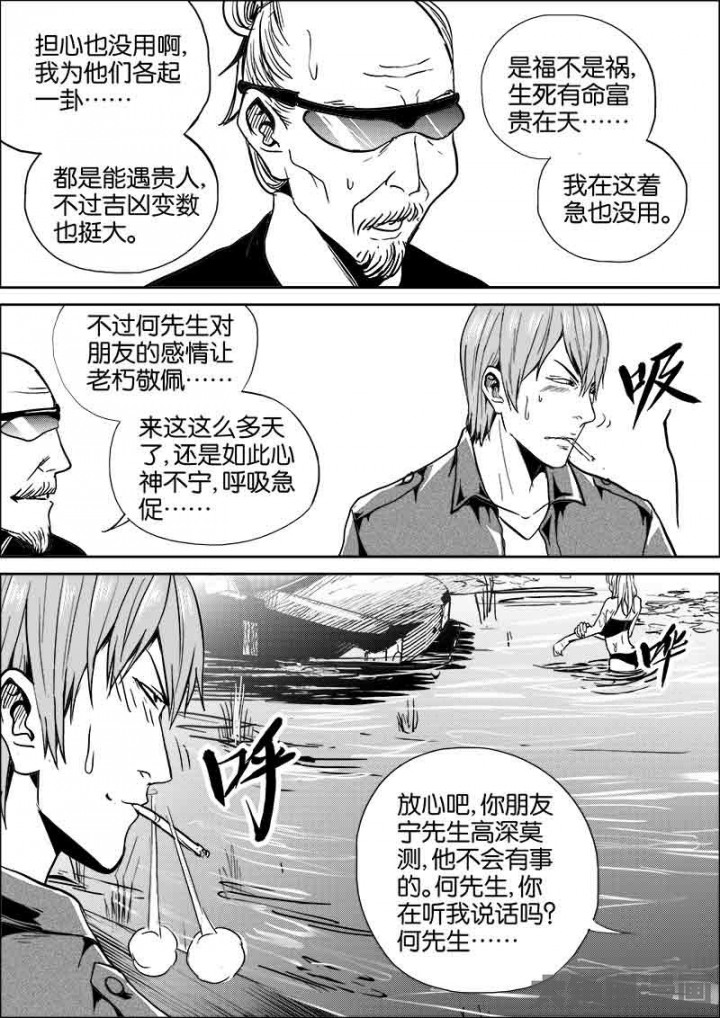 担心也没用啊,
我为他们各起
一卦……
都是能遇贵人,
不过吉凶变数
也挺大。
是福不是祸,
生死有命富
贵在天……
我在这着
急也没用。
不过何先生对
朋友的感情让
老朽敬佩……
来这这么多天
了,还是如此心
神不宁,呼吸急
促……
吸
呼
呼
放心吧,你朋友
宁先生高深莫
测,他不会有事
的。何先生,你
在听我说话吗?
何先生……